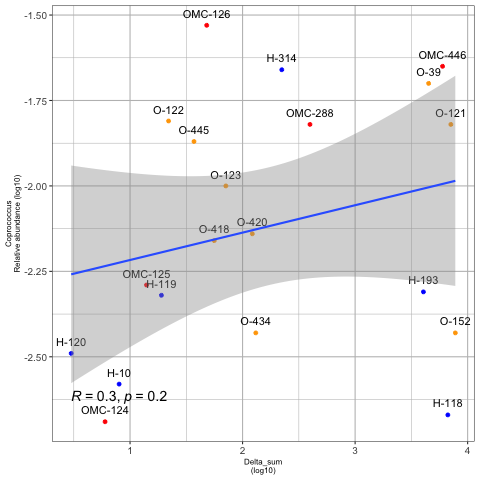 OMC-126
-1.50
OMC-446
H-314
O-39
-1.75
O-122
OMC-288
O-121
O-445
O-123
-2.00
O-420
O-418
Coprococcus
Relative abundance (log10)
-2.25
OMC-125
H-119
H-193
O-434
O-152
H-120
-2.50
H-10
R = 0.3, p = 0.2
OMC-124
H-118
1 2 3 4
Delta_sum
(log10)